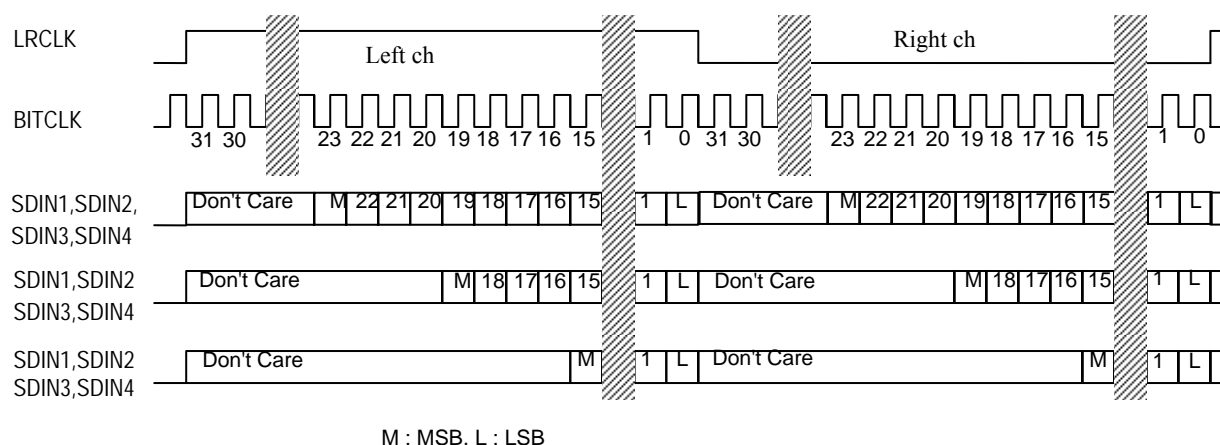 LRCLK Left ch Right ch
BITCLK
31 30 23 22 21 20 19 18 17 16 15 1 0 31 30 23 22 21 20 19 18 17 16 15 1 0
SDIN1,SDIN2, Don't Care M 22 21 20 19 18 17 16 15 1 L Don't Care M 22 21 20 19 18 17 16 15 1 L
SDIN3,SDIN4
SDIN1,SDIN2 Don't Care M 18 17 16 15 1 L Don't Care M 18 17 16 15 1 L
SDIN3,SDIN4
SDIN1,SDIN2 Don't Care M 1 L Don't Care M 1 L
SDIN3,SDIN4
M : MSB, L : LSB